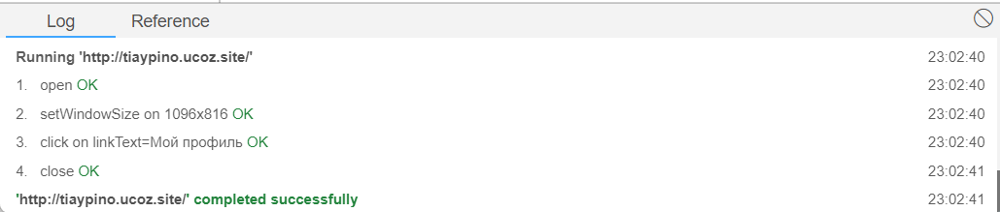 Log Reference
Running 'http://tiaypino.ucoz.site/' 23:02:40
1. open OK 23:02:40
2. setWindowSize on 1096x816 OK 23:02:40
3. click on linkText=Мой профиль OK 23:02:40
4. close OK 23:02:41
'http://tiaypino.ucoz.site/' completed successfully 23:02:41